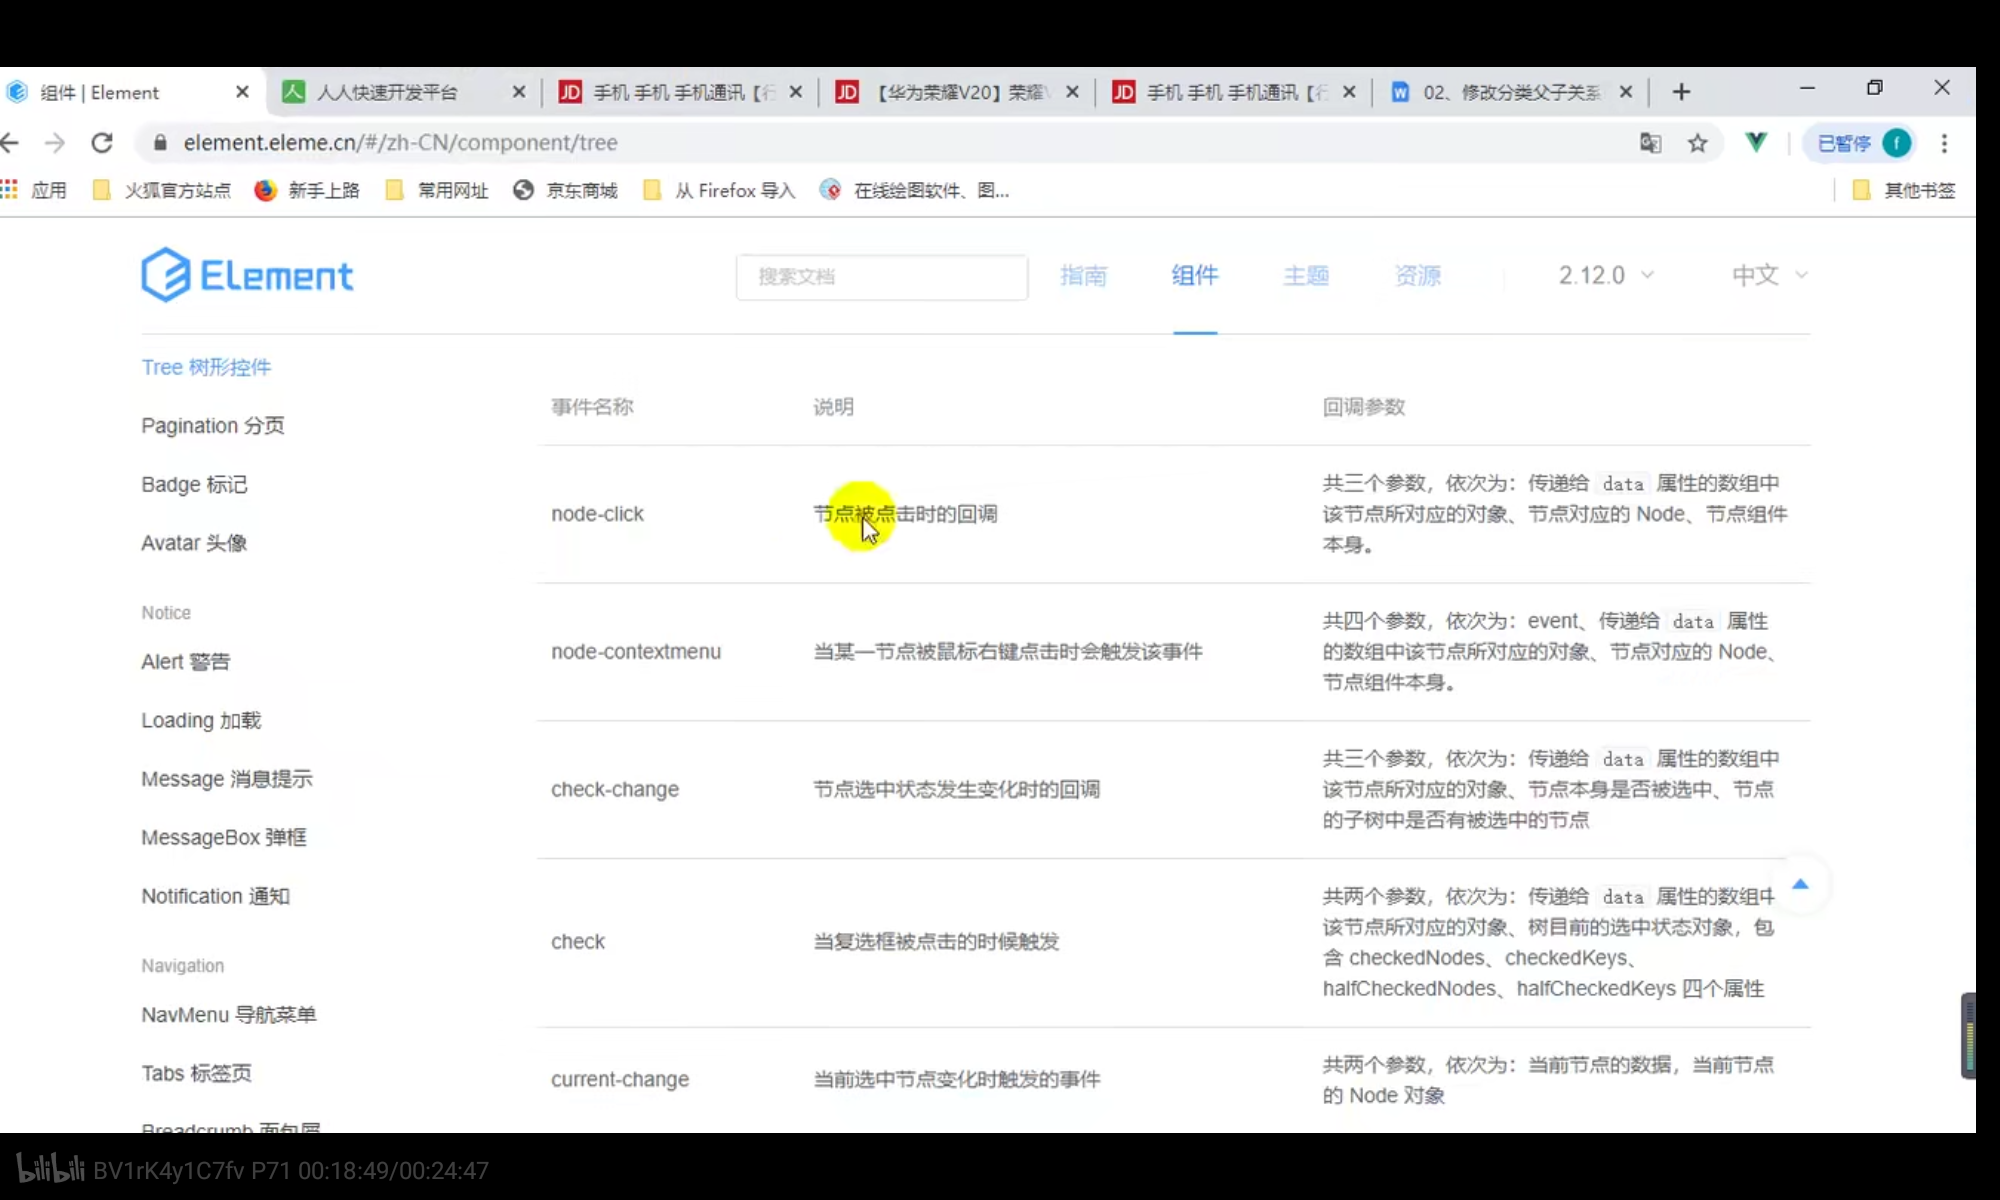 组件 | Element
人人快速开发平台
JD 手机 手机 手机通讯【行
JD 【华为荣耀V20】荣耀V
JD 手机 手机 手机通讯【行
W 02、修改分类父子关系
element.eleme.cn/#/zh-CN/component/tree
已暂停 f
应用 火狐官方站点 新手上路 常用网址 京东商城 从 Firefox 导入 在线绘图软件、图... 其他书签
Element 搜索文档 指南 组件 主题 资源 2.12.0 中文
Tree 树形控件
Pagination 分页
Badge 标记
Avatar 头像
Notice
Alert 警告
Loading 加载
Message 消息提示
MessageBox 弹框
Notification 通知
Navigation
NavMenu 导航菜单
Tabs 标签页
Breadcrumb 面包屑
事件名称 说明 回调参数
node-click 节点被点击时的回调
共三个参数，依次为：传递给 data 属性的数组中
该节点所对应的对象、节点对应的 Node、节点组件
本身。
node-contextmenu 当某一节点被鼠标右键点击时会触发该事件
共四个参数，依次为：event、传递给 data 属性
的数组中该节点所对应的对象、节点对应的 Node、
节点组件本身。
check-change 节点选中状态发生变化时的回调
共三个参数，依次为：传递给 data 属性的数组中
该节点所对应的对象、节点本身是否被选中、节点
的子树中是否有被选中的节点
check 当复选框被点击的时候触发
共两个参数，依次为：传递给 data 属性的数组中
该节点所对应的对象、树目前的选中状态对象，包
含 checkedNodes、checkedKeys、
halfCheckedNodes、halfCheckedKeys 四个属性
current-change 当前选中节点变化时触发的事件
共两个参数，依次为：当前节点的数据，当前节点
的 Node 对象
bilibili BV1rK4y1C7fv P71 00:18:49/00:24:47